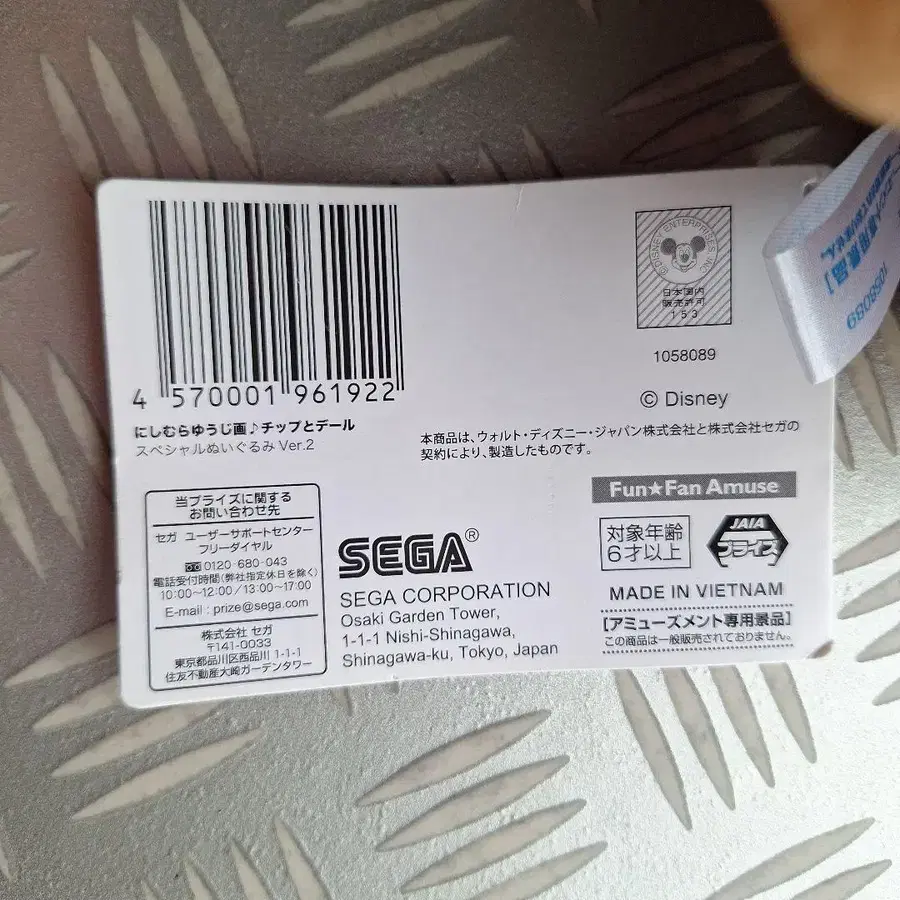 4 570001 961922
にしむらゆうじ画♪チップとデール
スペシャルぬいぐるみ Ver.2
© DISNEY ENTERPRISES, INC.
日本国内
販売許可
153
1058089
© Disney
本商品は、ウォルト・ディズニー・ジャパン株式会社と株式会社セガの
契約により、製造したものです。
当プライズに関する
お問い合わせ先
セガ ユーザーサポートセンター
フリーダイヤル
0120-680-043
電話受付時間(弊社指定休日を除く)
10:00~12:00/13:00~17:00
E-mail : prize@sega.com
株式会社 セガ
〒141-0033
東京都品川区西品川 1-1-1
住友不動産大崎ガーデンタワー
SEGA®
SEGA CORPORATION
Osaki Garden Tower,
1-1-1 Nishi-Shinagawa,
Shinagawa-ku, Tokyo, Japan
Fun★Fan Amuse
対象年齢
6才以上
JAIA
プライズ
MADE IN VIETNAM
[アミューズメント専用景品]
この商品は一般販売されておりません。
専用景品]
1058089